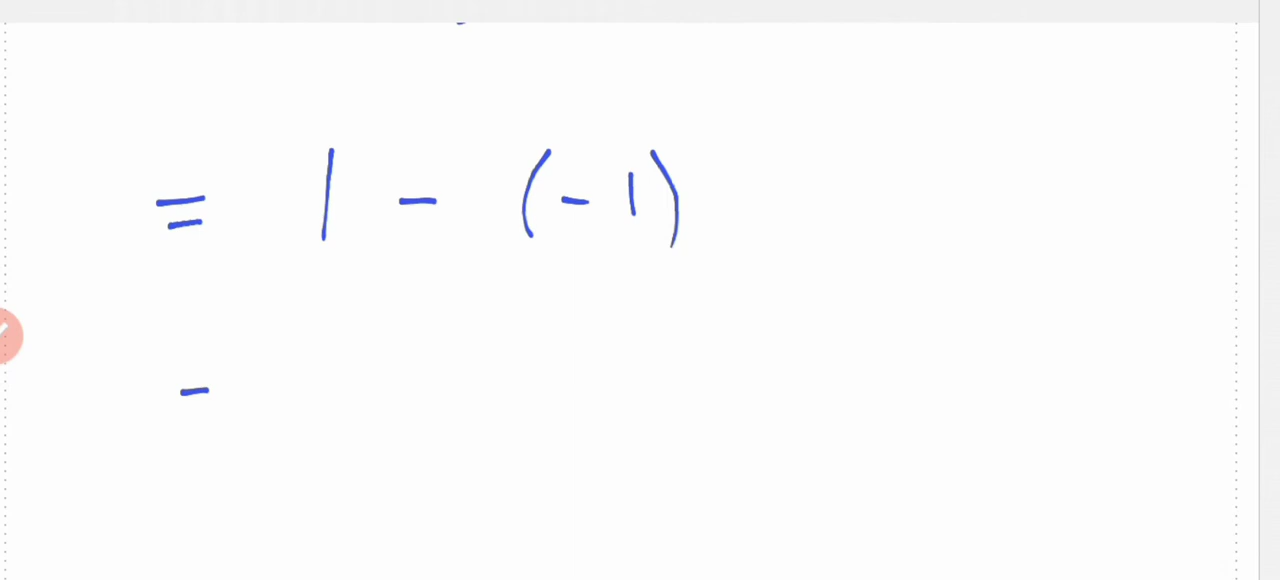 = 1 - (-1)
-